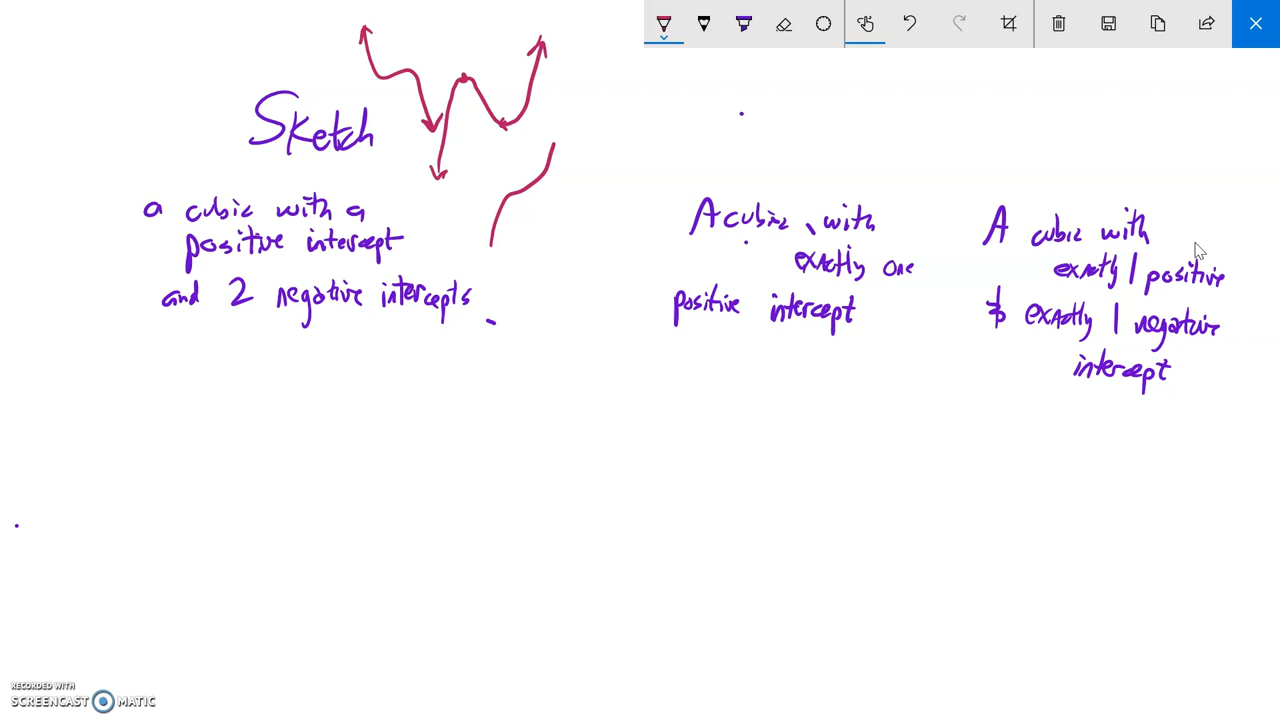 Sketch
a cubic with a
positive intercept
and 2 negative intercepts
A cubic with
exactly one
positive intercept
A cubic with
exactly 1 positive
& exactly 1 negative
intercept
RECORDED WITH
SCREENCAST MATIC